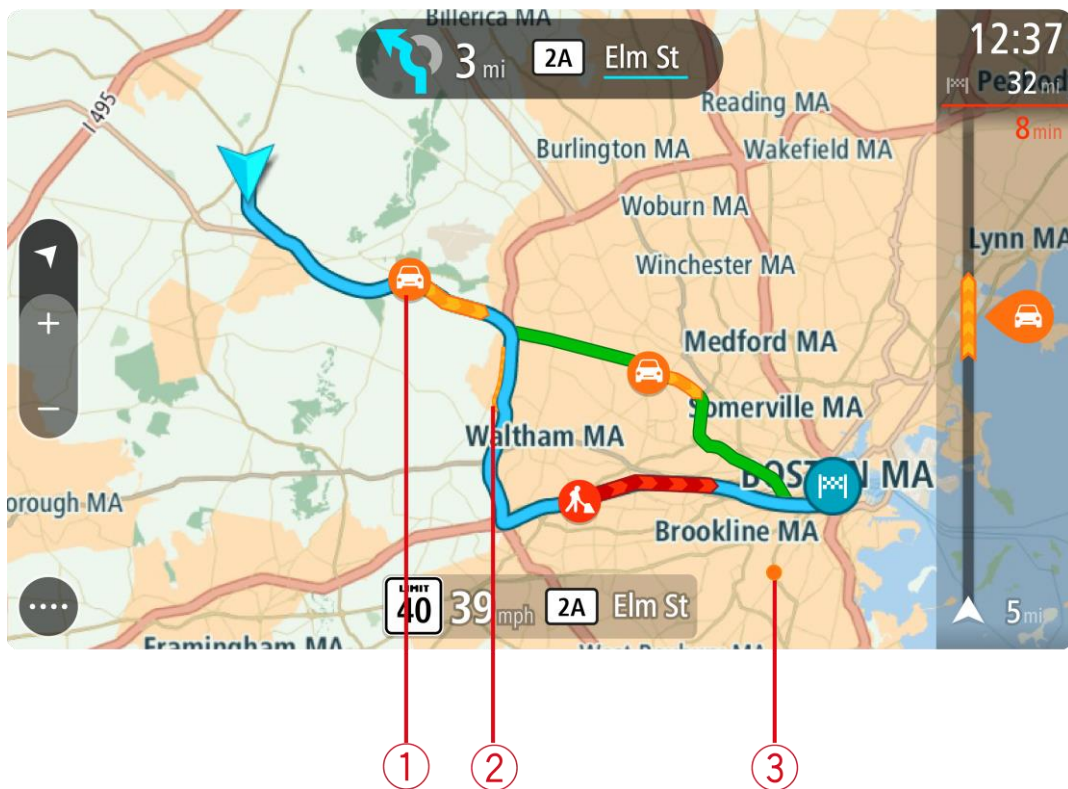 Billerica MA
12:37
3 mi 2A Elm St
32 mi
8 min
I 495
Reading MA
Burlington MA Wakefield MA
Woburn MA
Lynn MA
Winchester MA
+
Medford MA
Somerville MA
−
Waltham MA
BOSTON MA
orough MA
Brookline MA
LIMIT
40 39 mph 2A Elm St
5 mi
Framingham MA
1 2 3